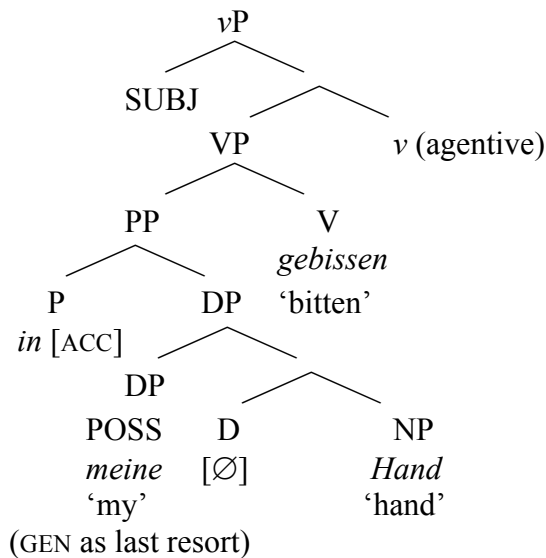 vP
SUBJ
VP v (agentive)
PP V
gebissen
P DP ‘bitten’
in [ACC]
DP
POSS D NP
meine [∅] Hand
‘my’ ‘hand’
(GEN as last resort)